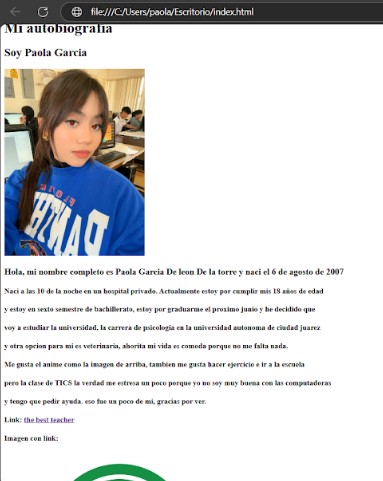 file:///C:/Users/paola/Escritorio/index.html
Mi autobiografia
Soy Paola Garcia
Hola, mi nombre completo es Paola Garcia De leon De la torre y naci el 6 de agosto de 2007
Naci a las 10 de la noche en un hospital privado. Actualmente estoy por cumplir mis 18 años de edad
y estoy en sexto semestre de bachillerato, estoy por graduarme el proximo junio y he decidido que
voy a estudiar la universidad, la carrera de psicologia en la universidad autonoma de ciudad juarez
y otra opcion para mi es veterinaria, ahorita mi vida es comoda porque no me falta nada.
Me gusta el anime como la imagen de arriba, tambien me gusta hacer ejercicio e ir a la escuela
pero la clase de TICS la verdad me estresa un poco porque yo no soy muy buena con las computadoras
y tengo que pedir ayuda. eso fue un poco de mi, gracias por ver.
Link: the best teacher
Imagen con link: